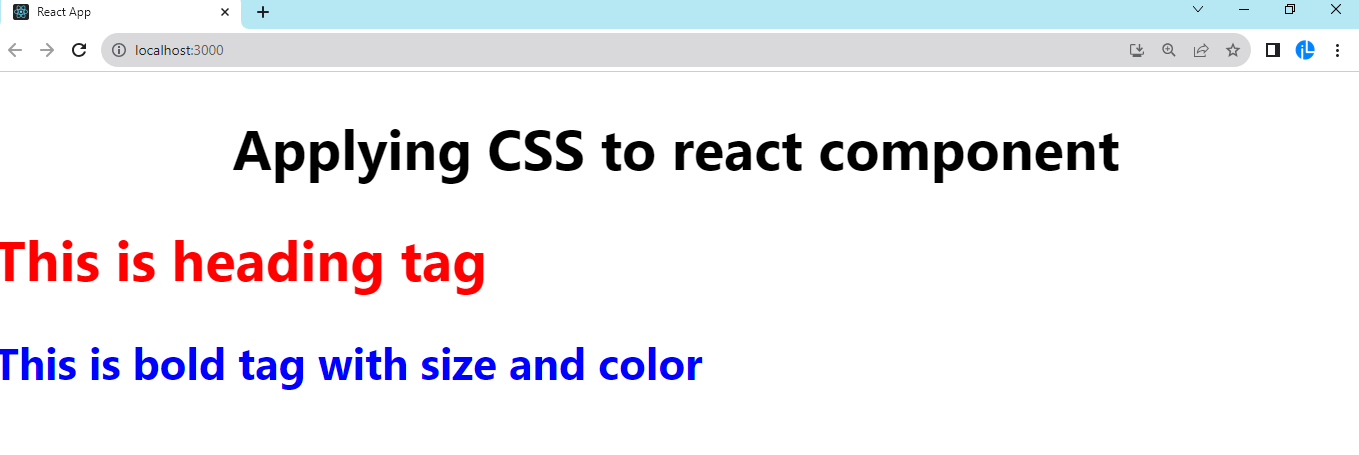 React App
localhost:3000
Applying CSS to react component
This is heading tag
This is bold tag with size and color